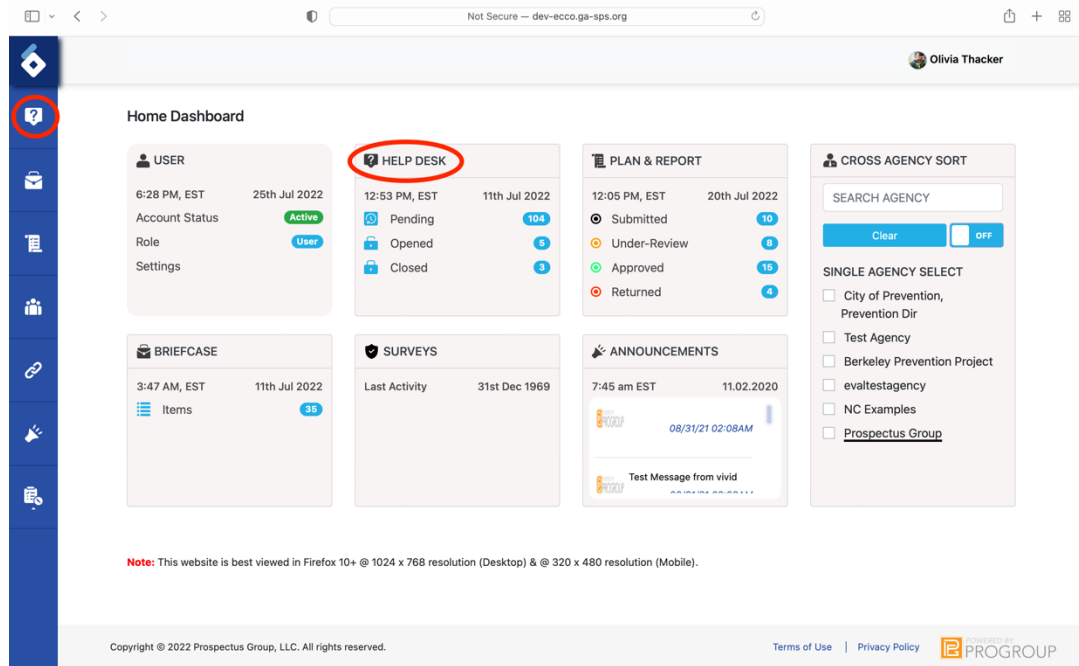 Not Secure — dev-ecco.ga-sps.org
Olivia Thacker
Home Dashboard
USER
6:28 PM, EST 25th Jul 2022
Account Status Active
Role User
Settings
HELP DESK
12:53 PM, EST 11th Jul 2022
Pending 104
Opened 5
Closed 3
PLAN & REPORT
12:05 PM, EST 20th Jul 2022
Submitted 10
Under-Review 8
Approved 15
Returned 4
CROSS AGENCY SORT
SEARCH AGENCY
Clear OFF
SINGLE AGENCY SELECT
City of Prevention,
Prevention Dir
Test Agency
Berkeley Prevention Project
evaltestagency
NC Examples
Prospectus Group
BRIEFCASE
3:47 AM, EST 11th Jul 2022
Items 35
SURVEYS
Last Activity 31st Dec 1969
ANNOUNCEMENTS
7:45 am EST 11.02.2020
08/31/21 02:08AM
Test Message from vivid
Note: This website is best viewed in Firefox 10+ @ 1024 x 768 resolution (Desktop) & @ 320 x 480 resolution (Mobile).
Copyright © 2022 Prospectus Group, LLC. All rights reserved.
Terms of Use | Privacy Policy
POWERED BY
PROGROUP